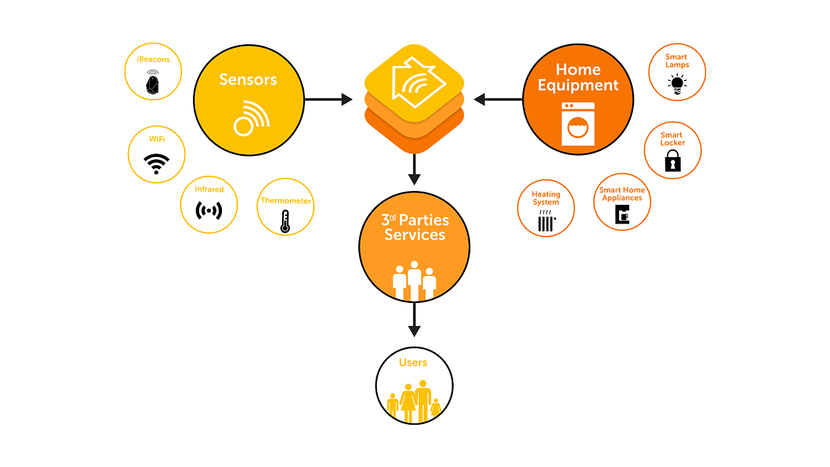 iBeacons
Sensors
WiFi
Infrared
Thermometer
Home
Equipment
Smart
Lamps
Smart
Locker
Smart Home
Appliances
Heating
System
3rd Parties
Services
Users